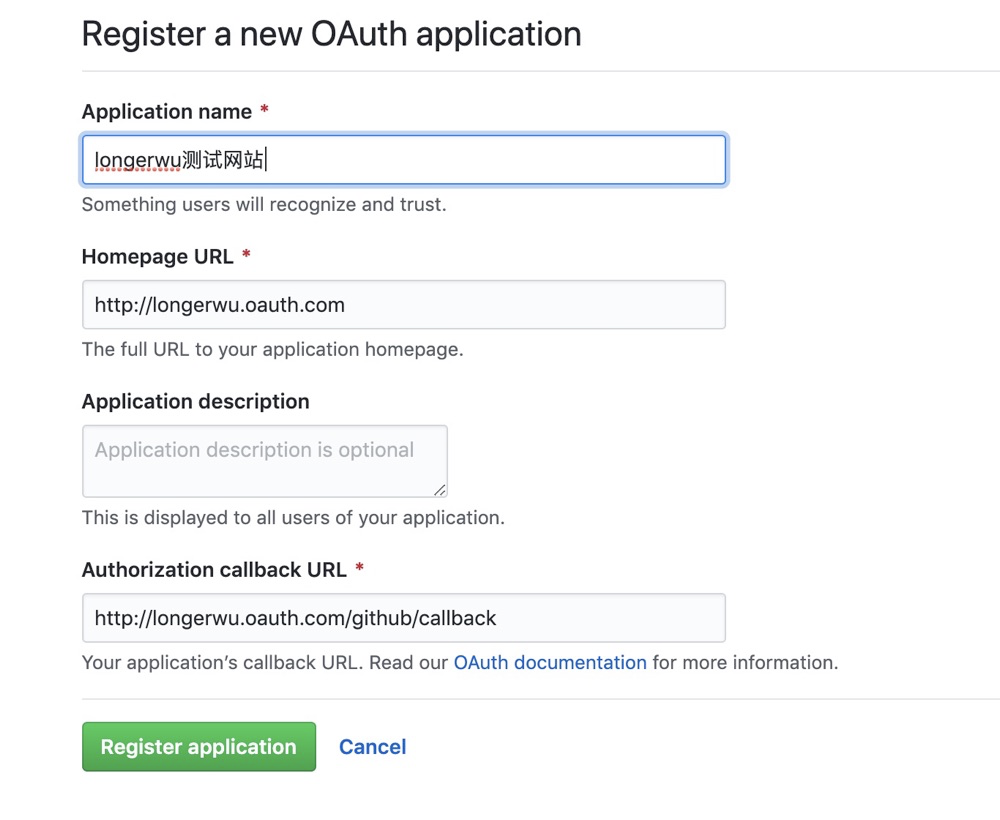 Register a new OAuth application
Application name *
longerwu测试网站
Something users will recognize and trust.
Homepage URL *
http://longerwu.oauth.com
The full URL to your application homepage.
Application description
Application description is optional
This is displayed to all users of your application.
Authorization callback URL *
http://longerwu.oauth.com/github/callback
Your application’s callback URL. Read our OAuth documentation for more information.
Register application Cancel